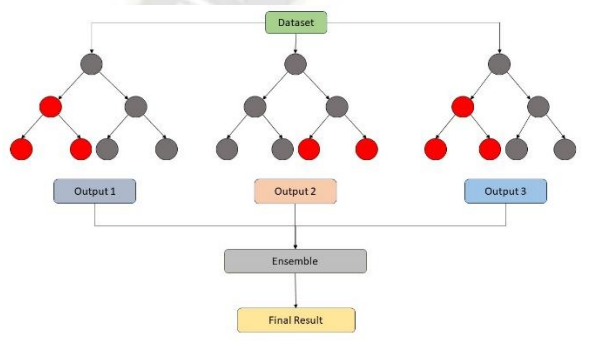 Dataset
Output 1
Output 2
Output 3
Ensemble
Final Result